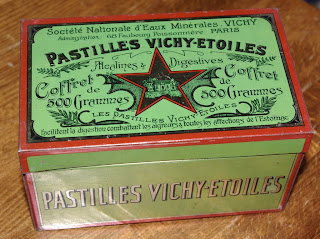 Société Nationale d'Eaux Minérales, VICHY
Administration, 68, Faubourg Poissonnière, PARIS
PASTILLES VICHY-ETOILES
Alcalines & Digestives
Coffret de 500 Grammes
Coffret de 500 Grammes
LES PASTILLES VICHY-ETOILES
facilitent la digestion combattent les aigreurs & toutes les affections de l'Estomac
PASTILLES VICHY-ETOILES